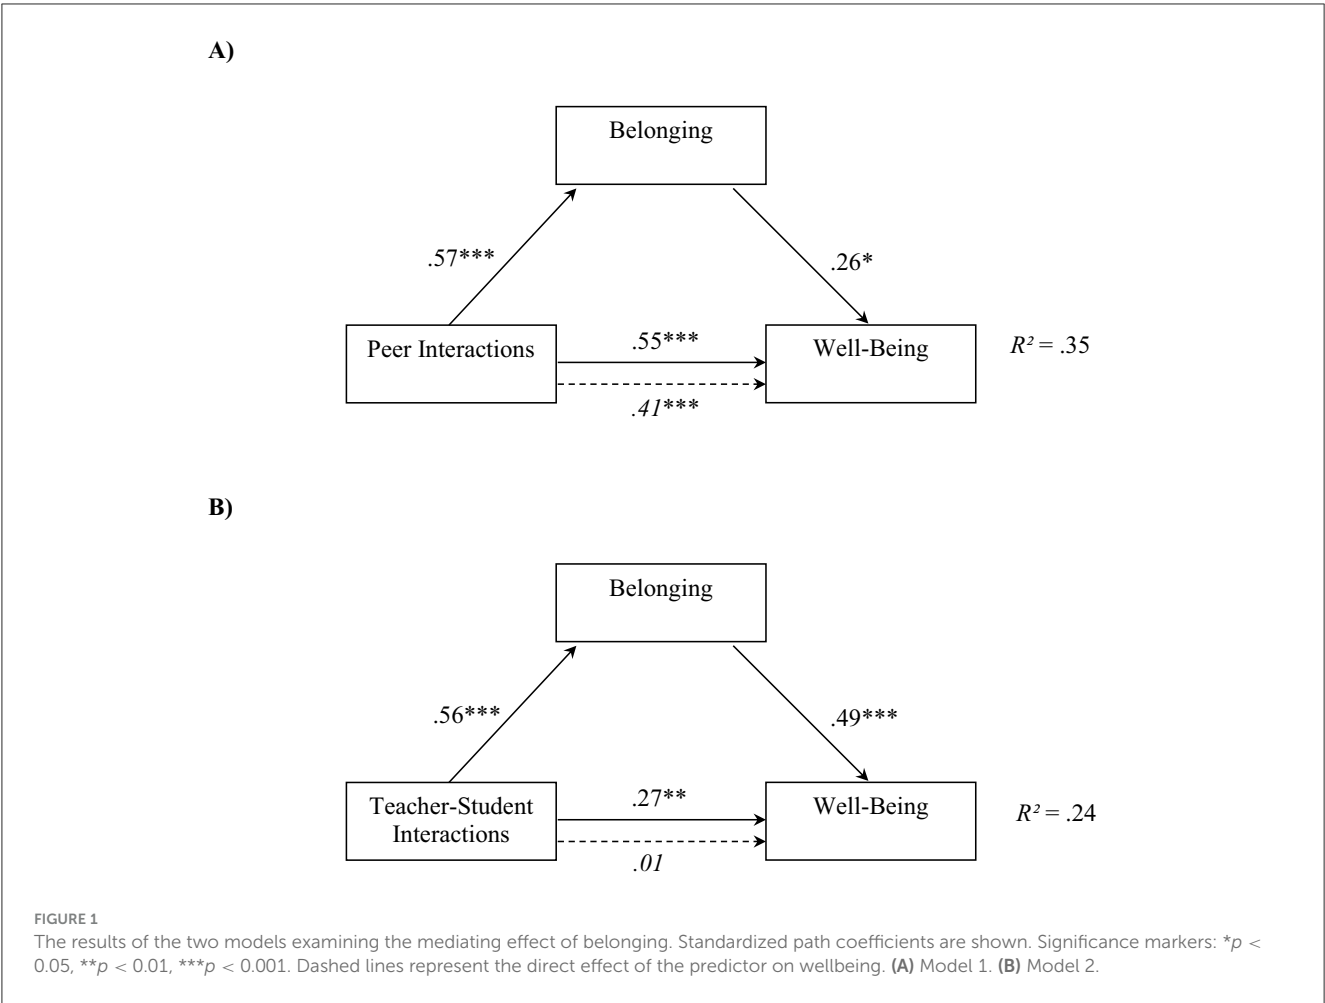 A)
Belonging
.57***
.26*
Peer Interactions
.55***
Well-Being
R² = .35
.41***
B)
Belonging
.56***
.49***
Teacher-Student
Interactions
.27**
Well-Being
R² = .24
.01
FIGURE 1
The results of the two models examining the mediating effect of belonging. Standardized path coefficients are shown. Significance markers: *p <
0.05, **p < 0.01, ***p < 0.001. Dashed lines represent the direct effect of the predictor on wellbeing. (A) Model 1. (B) Model 2.